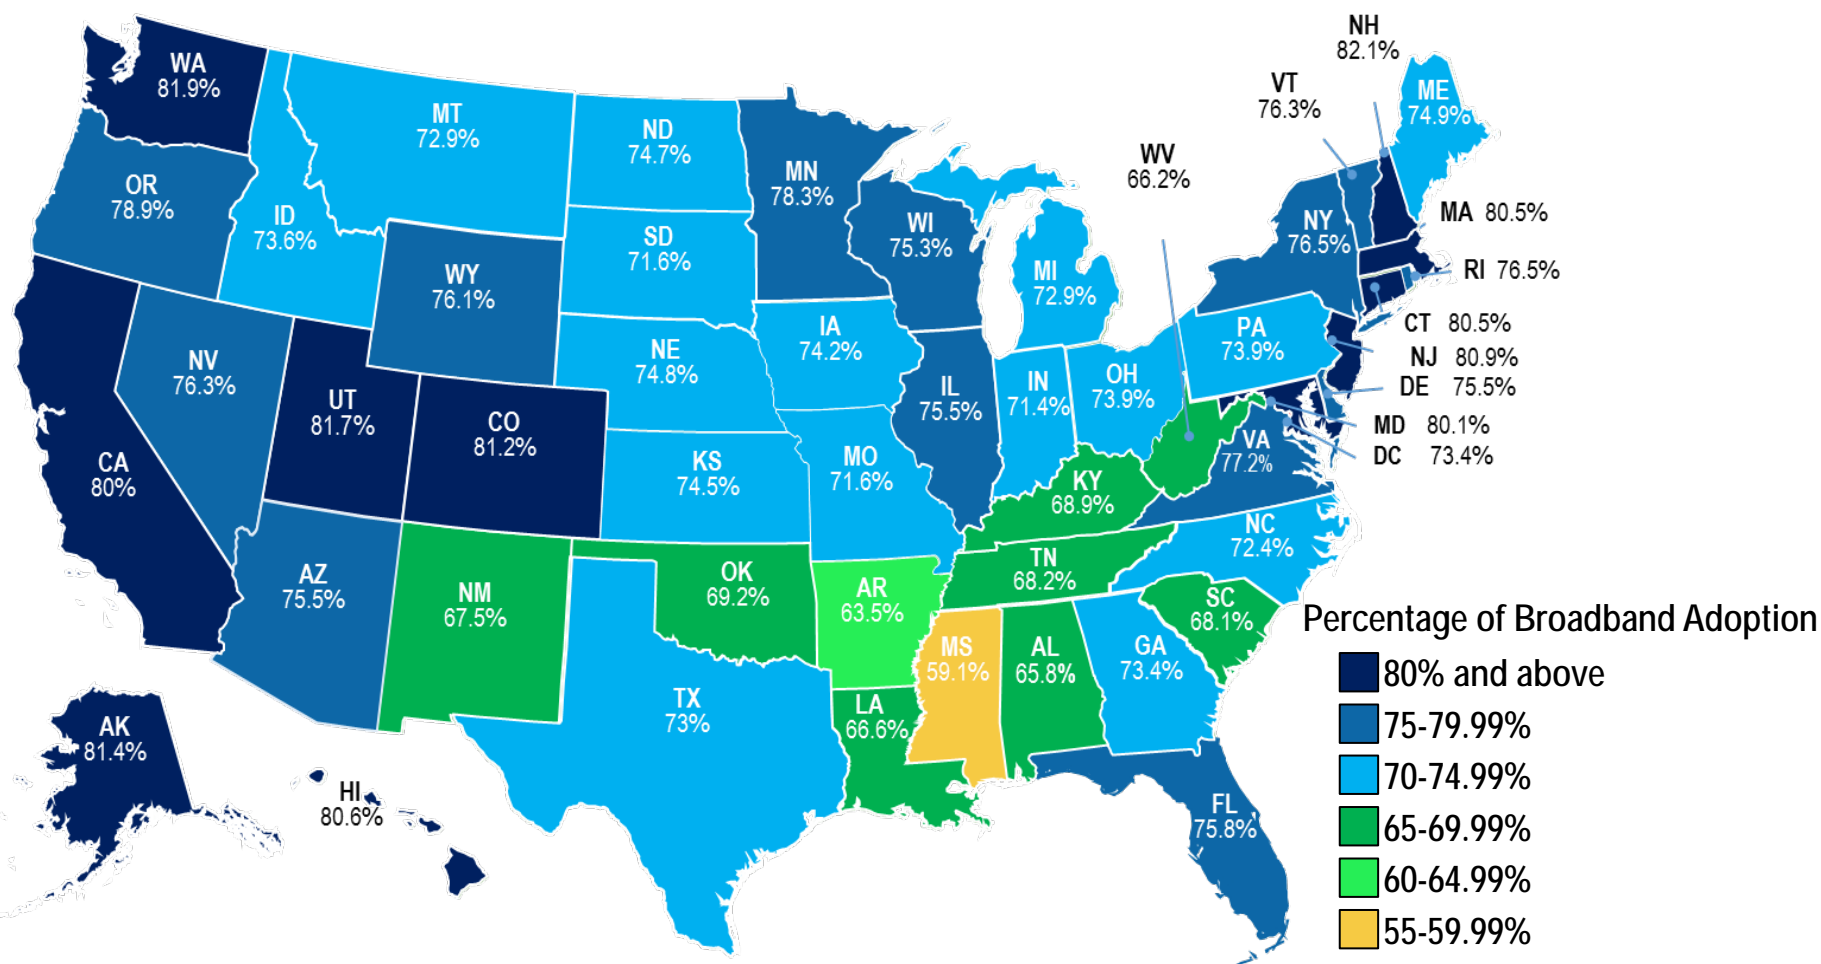 NH
82.1%
WA
81.9%
VT
76.3%
ME
74.9%
MT
72.9%
ND
74.7%
WV
66.2%
MN
78.3%
OR
78.9%
ID
73.6%
WI
75.3%
NY
76.5%
MA 80.5%
SD
71.6%
WY
76.1%
MI
72.9%
RI 76.5%
CT 80.5%
IA
74.2%
PA
73.9%
NJ 80.9%
NE
74.8%
NV
76.3%
DE 75.5%
IL
75.5%
IN
71.4%
OH
73.9%
UT
81.7%
CO
81.2%
MD 80.1%
VA
77.2%
DC 73.4%
CA
80%
KS
74.5%
MO
71.6%
KY
68.9%
NC
72.4%
TN
68.2%
AZ
75.5%
NM
67.5%
OK
69.2%
AR
63.5%
SC
68.1%
Percentage of Broadband Adoption
MS
59.1%
AL
65.8%
GA
73.4%
80% and above
TX
73%
LA
66.6%
75-79.99%
AK
81.4%
70-74.99%
HI
80.6%
FL
75.8%
65-69.99%
60-64.99%
55-59.99%